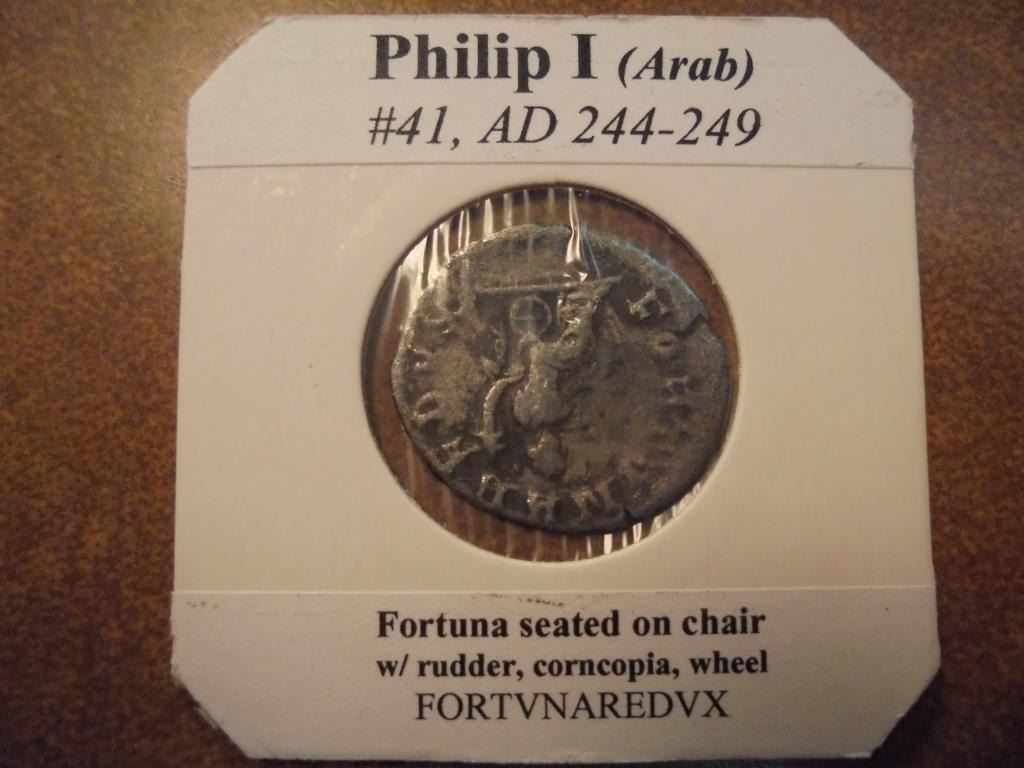 Philip I (Arab)
#41, AD 244-249
Fortuna seated on chair
w/ rudder, corncopia, wheel
FORTVNAREDVX